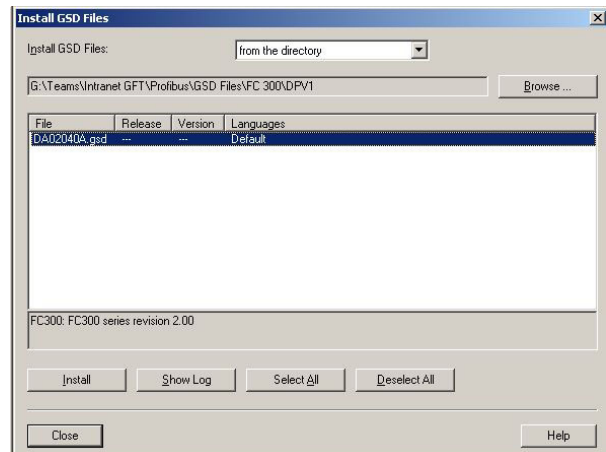 Install GSD Files
Install GSD Files:
from the directory
G:\Teams\Intranet GFT\Profibus\GSD Files\FC 300\DPV1
Browse ...
File Release Version Languages
DA02040A.gsd --- --- Default
FC300: FC300 series revision 2.00
Install Show Log Select All Deselect All
Close Help